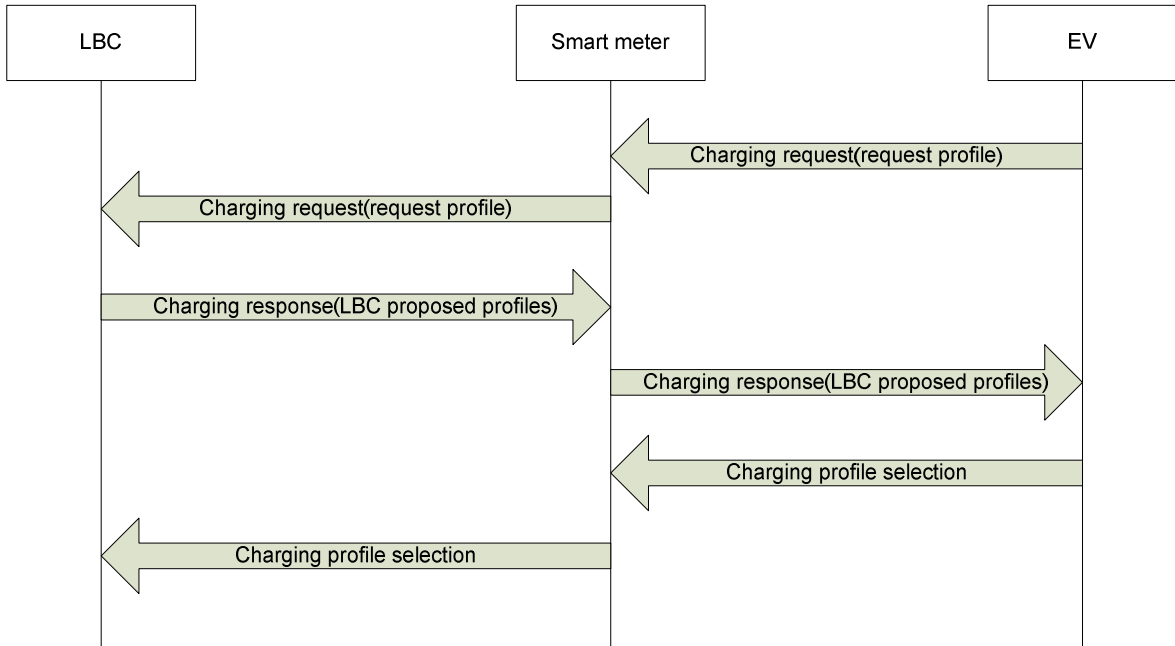 LBC
Smart meter
EV
Charging request(request profile)
Charging request(request profile)
Charging response(LBC proposed profiles)
Charging response(LBC proposed profiles)
Charging profile selection
Charging profile selection